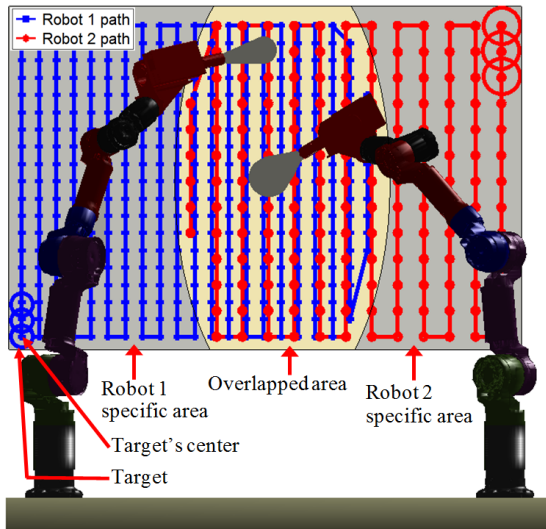 Robot 1 path
Robot 2 path
Robot 1
specific area
Overlapped area
Robot 2
specific area
Target's center
Target